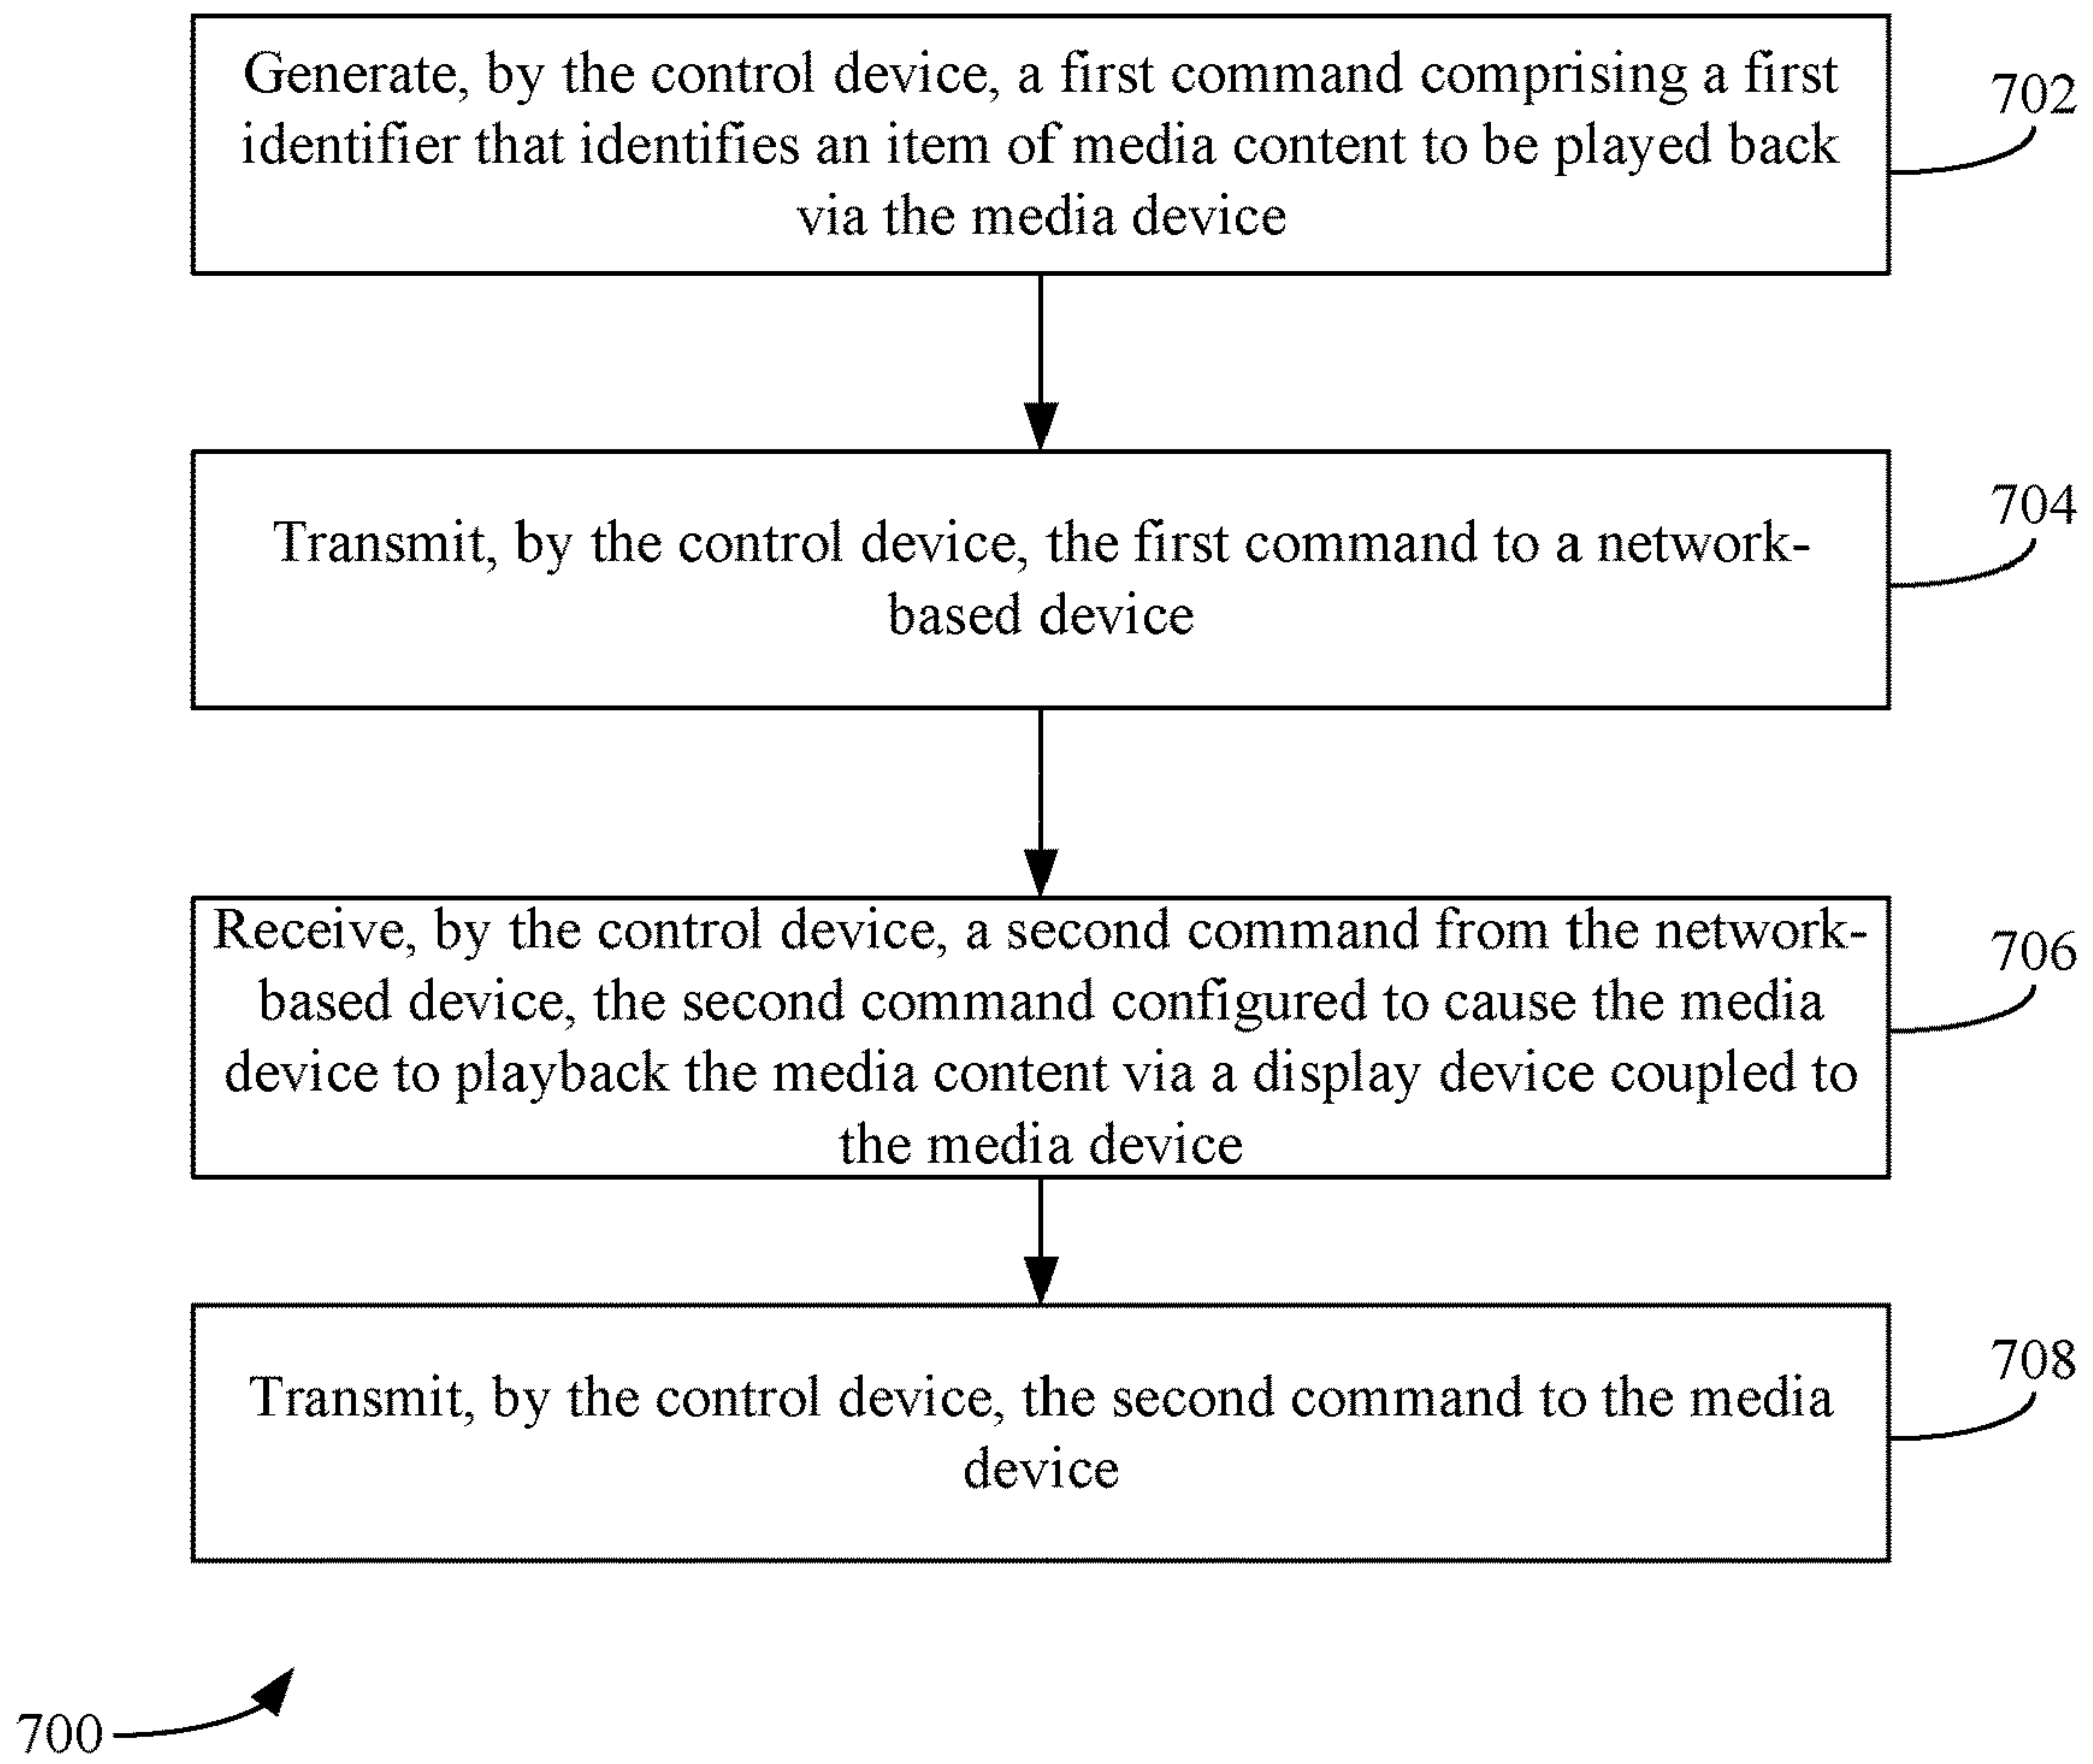 Generate, by the control device, a first command comprising a first
identifier that identifies an item of media content to be played back
via the media device
702
Transmit, by the control device, the first command to a network-
based device
704
Receive, by the control device, a second command from the network-
based device, the second command configured to cause the media
device to playback the media content via a display device coupled to
the media device
706
Transmit, by the control device, the second command to the media
device
708
700